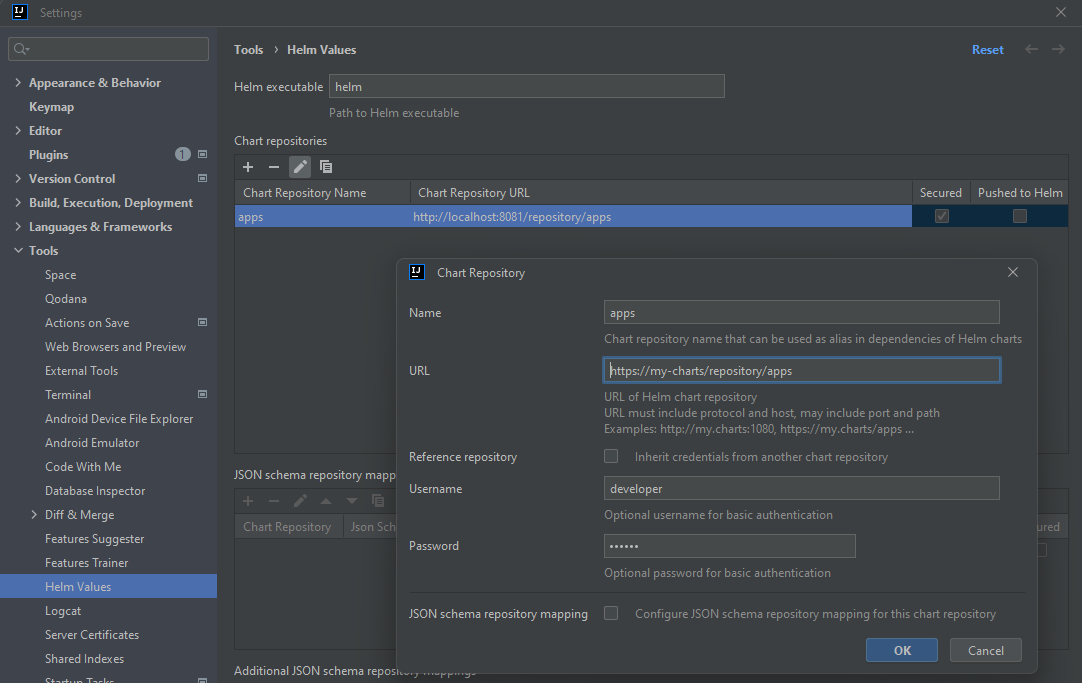 IJ
Settings
Tools › Helm Values
Reset
Appearance & Behavior
Keymap
Editor
Plugins
1
Version Control
Build, Execution, Deployment
Languages & Frameworks
Tools
Space
Qodana
Actions on Save
Web Browsers and Preview
External Tools
Terminal
Android Device File Explorer
Android Emulator
Code With Me
Database Inspector
Diff & Merge
Features Suggester
Features Trainer
Helm Values
Logcat
Server Certificates
Shared Indexes
Startup Tasks
Helm executable
helm
Path to Helm executable
Chart repositories
Chart Repository Name
Chart Repository URL
Secured
Pushed to Helm
apps
http://localhost:8081/repository/apps
JSON schema repository mapp
Chart Repository
Json Sch
ured
Additional JSON schema repository mappings
IJ
Chart Repository
Name
apps
Chart repository name that can be used as alias in dependencies of Helm charts
URL
https://my-charts/repository/apps
URL of Helm chart repository
URL must include protocol and host, may include port and path
Examples: http://my.charts:1080, https://my.charts/apps ...
Reference repository
Inherit credentials from another chart repository
Username
developer
Optional username for basic authentication
Password
••••••
Optional password for basic authentication
JSON schema repository mapping
Configure JSON schema repository mapping for this chart repository
OK
Cancel